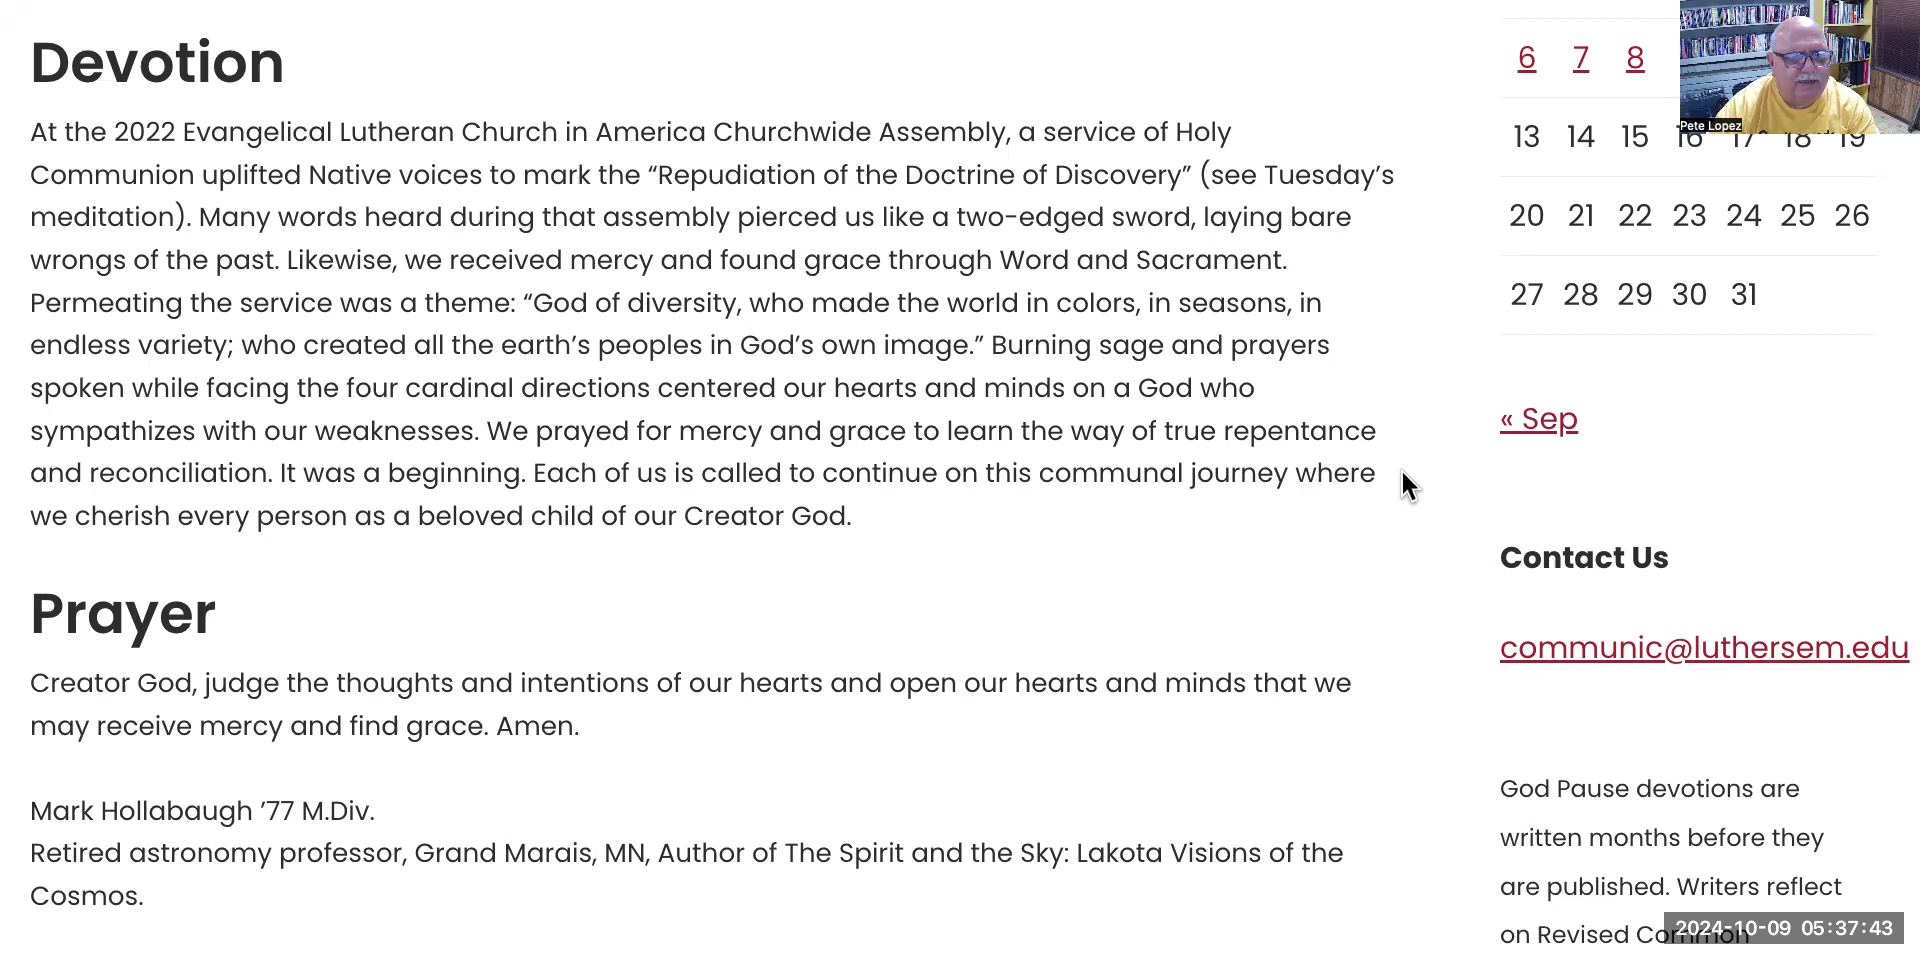 Devotion
At the 2022 Evangelical Lutheran Church in America Churchwide Assembly, a service of Holy
Communion uplifted Native voices to mark the “Repudiation of the Doctrine of Discovery” (see Tuesday’s
meditation). Many words heard during that assembly pierced us like a two-edged sword, laying bare
wrongs of the past. Likewise, we received mercy and found grace through Word and Sacrament.
Permeating the service was a theme: “God of diversity, who made the world in colors, in seasons, in
endless variety; who created all the earth’s peoples in God’s own image.” Burning sage and prayers
spoken while facing the four cardinal directions centered our hearts and minds on a God who
sympathizes with our weaknesses. We prayed for mercy and grace to learn the way of true repentance
and reconciliation. It was a beginning. Each of us is called to continue on this communal journey where
we cherish every person as a beloved child of our Creator God.
Prayer
Creator God, judge the thoughts and intentions of our hearts and open our hearts and minds that we
may receive mercy and find grace. Amen.
Mark Hollabaugh ’77 M.Div.
Retired astronomy professor, Grand Marais, MN, Author of The Spirit and the Sky: Lakota Visions of the
Cosmos.
6 7 8
Pete Lopez
13 14 15 16 17 18 19
20 21 22 23 24 25 26
27 28 29 30 31
« Sep
Contact Us
communic@luthersem.edu
God Pause devotions are
written months before they
are published. Writers reflect
on Revised Common
2024-10-09 05:37:43